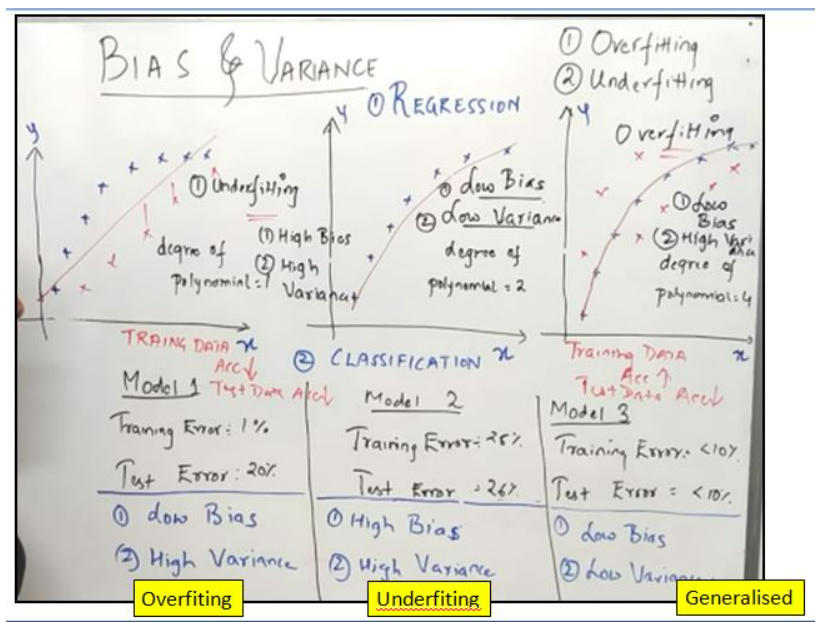 BIAS & VARIANCE
① Overfitting
② Underfitting
① REGRESSION
y
① Underfitting
① High Bias
② High Variance
degree of
polynomial = 1
x
TRAING DATA
Acc↓
Test Data Acc↓
y
① Low Bias
② Low Variance
degree of
polynomial = 2
x
y
Overfitting
① Low
Bias
② High Vari
ance
degree of
polynomial = 4
x
Training DATA
Acc ↑
Test Data Acc↓
② CLASSIFICATION
Model 1
Training Error: 1%
Test Error: 20%
① Low Bias
② High Variance
Overfiting
Model 2
Training Error: 25%
Test Error = 26%
① High Bias
② High Variance
Underfiting
Model 3
Training Error = <10%
Test Error = <10%
① Low Bias
② Low Varian
Generalised